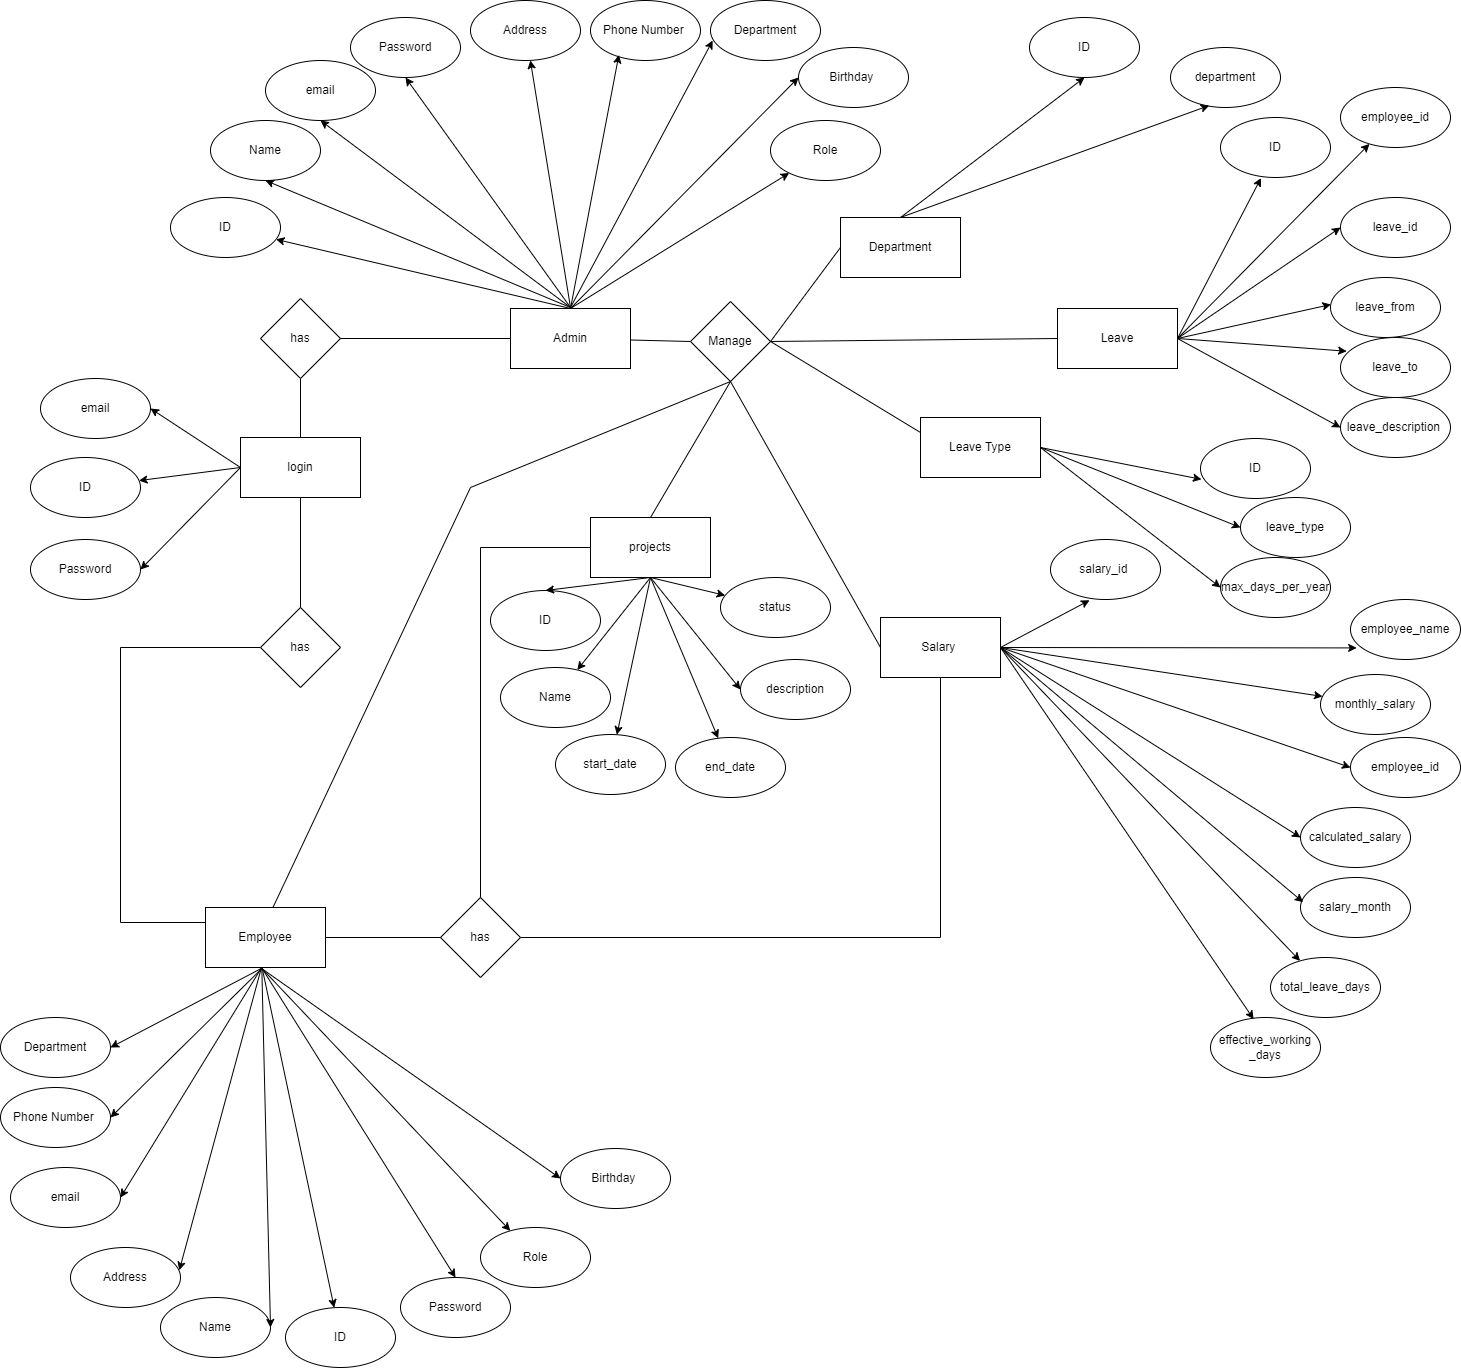 Address
Phone Number
Department
Password
ID
Birthday
department
email
employee_id
Name
Role
ID
ID
leave_id
Department
leave_from
has
Admin
Manage
Leave
leave_to
email
leave_description
Leave Type
login
ID
ID
leave_type
projects
Password
salary_id
max_days_per_year
status
ID
employee_name
has
Salary
description
Name
monthly_salary
start_date
end_date
employee_id
calculated_salary
salary_month
Employee
has
total_leave_days
effective_working
_days
Department
Phone Number
Birthday
email
Role
Address
Password
Name
ID